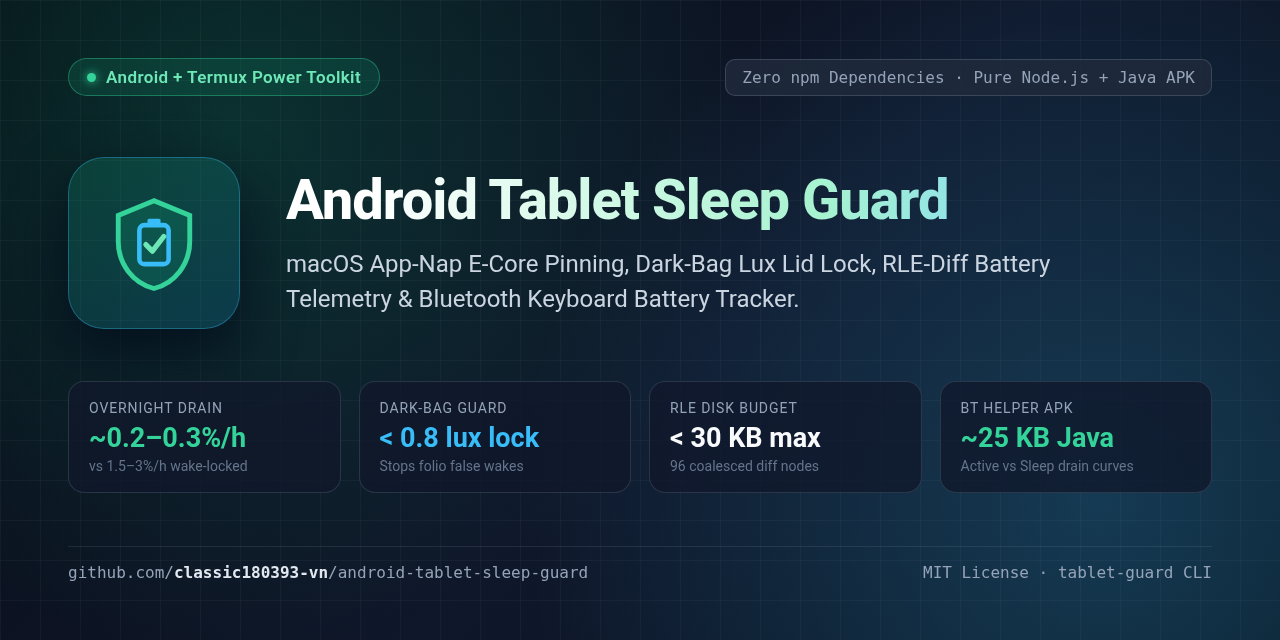 Android + Termux Power Toolkit
Zero npm Dependencies · Pure Node.js + Java APK
Android Tablet Sleep Guard
macOS App-Nap E-Core Pinning, Dark-Bag Lux Lid Lock, RLE-Diff Battery
Telemetry & Bluetooth Keyboard Battery Tracker.
OVERNIGHT DRAIN
~0.2–0.3%/h
vs 1.5–3%/h wake-locked
DARK-BAG GUARD
< 0.8 lux lock
Stops folio false wakes
RLE DISK BUDGET
< 30 KB max
96 coalesced diff nodes
BT HELPER APK
~25 KB Java
Active vs Sleep drain curves
github.com/classic180393-vn/android-tablet-sleep-guard
MIT License · tablet-guard CLI